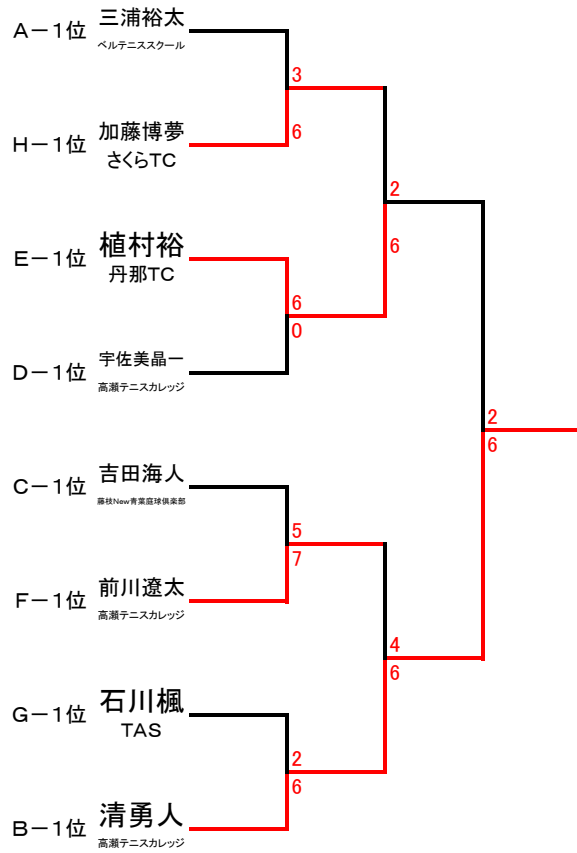 A－1位 三浦裕太
ベルテニススクール
3
H－1位 加藤博夢
6
さくらTC
2
E－1位 植村裕
6
丹那TC
6
0
D－1位 宇佐美晶一
高瀬テニスカレッジ
2
6
C－1位 吉田海人
藤枝New青葉庭球倶楽部
5
7
F－1位 前川遼太
高瀬テニスカレッジ
4
6
G－1位 石川楓
TAS
2
6
B－1位 清勇人
高瀬テニスカレッジ